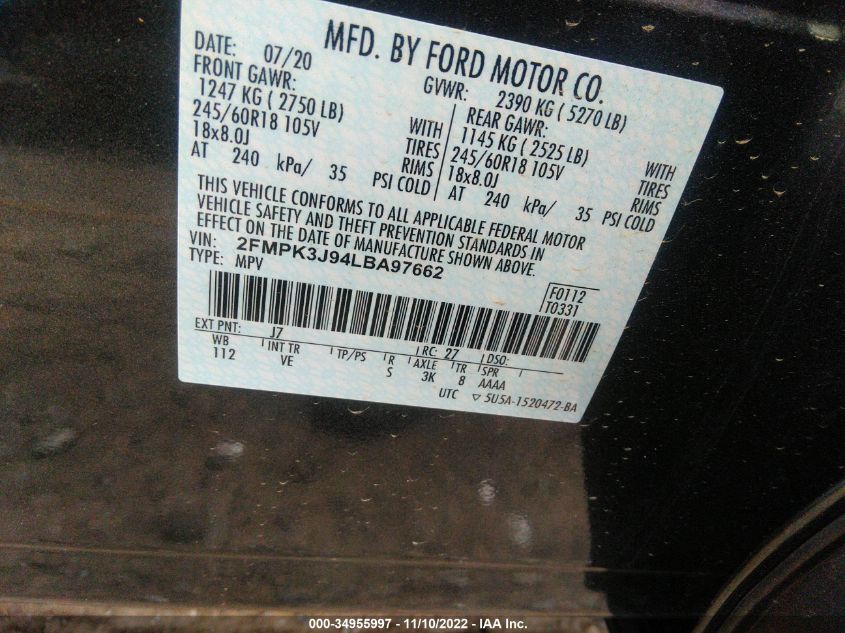 MFD. BY FORD MOTOR CO.
DATE: 07/20
GVWR: 2390 KG ( 5270 LB)
FRONT GAWR:
1247 KG ( 2750 LB)
WITH
245/60R18 105V
TIRES
18x8.0J
RIMS
AT 240 kPa/ 35 PSI COLD
REAR GAWR:
1145 KG ( 2525 LB)
WITH
245/60R18 105V
TIRES
18x8.0J
RIMS
AT 240 kPa/ 35 PSI COLD
THIS VEHICLE CONFORMS TO ALL APPLICABLE FEDERAL MOTOR
VEHICLE SAFETY AND THEFT PREVENTION STANDARDS IN
EFFECT ON THE DATE OF MANUFACTURE SHOWN ABOVE.
VIN: 2FMPK3J94LBA97662
TYPE: MPV
F0112
T0331
EXT PNT: J7 RC: 27 DSO:
WB INT TR TP/PS R AXLE TR SPR
112 VE S 3K 8 AAAA
UTC ▽ 5U5A-1520472-BA
000-34955997 - 11/10/2022 - IAA Inc.